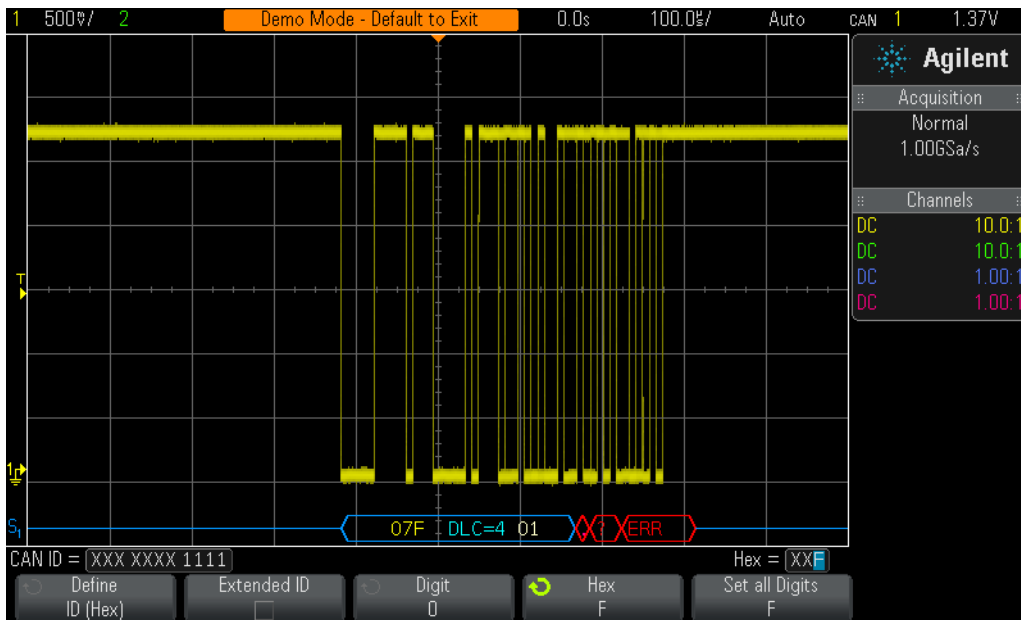 1 500℧/ 2 Demo Mode - Default to Exit 0.0s 100.0㎲/ Auto CAN 1 1.37V
Agilent
Acquisition
Normal
1.00GSa/s
Channels
DC 10.0:1
DC 10.0:1
DC 1.00:1
DC 1.00:1
T
1
S1 07F DLC=4 01 ? ERR
CAN ID = XXX XXXX 1111 Hex = XXF
Define Extended ID Digit Hex Set all Digits
ID (Hex) 0 F F